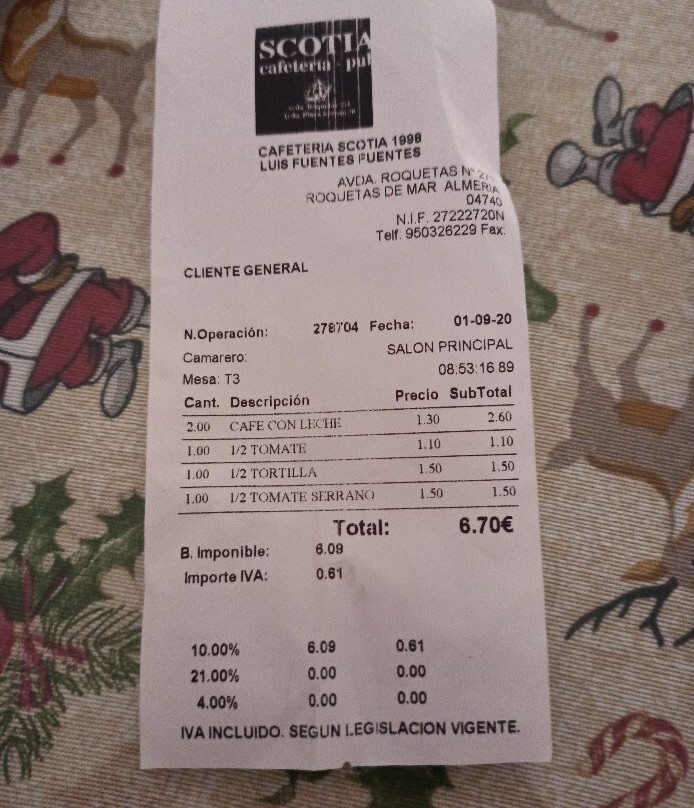 SCOTIA
cafetería - pu
CAFETERIA SCOTIA 1998
LUIS FUENTES FUENTES
AVDA. ROQUETAS Nº
ROQUETAS DE MAR ALMERIA
04740
N.I.F. 27222720N
Telf. 950326229 Fax:
CLIENTE GENERAL
N.Operación: 278704 Fecha: 01-09-20
Camarero: SALON PRINCIPAL
Mesa: T3 08:53:16 89
Cant. Descripción Precio SubTotal
2.00 CAFE CON LECHE 1.30 2.60
1.00 1/2 TOMATE 1.10 1.10
1.00 1/2 TORTILLA 1.50 1.50
1.00 1/2 TOMATE SERRANO 1.50 1.50
Total: 6.70€
B. Imponible: 6.09
Importe IVA: 0.61
10.00% 6.09 0.61
21.00% 0.00 0.00
4.00% 0.00 0.00
IVA INCLUIDO. SEGUN LEGISLACION VIGENTE.